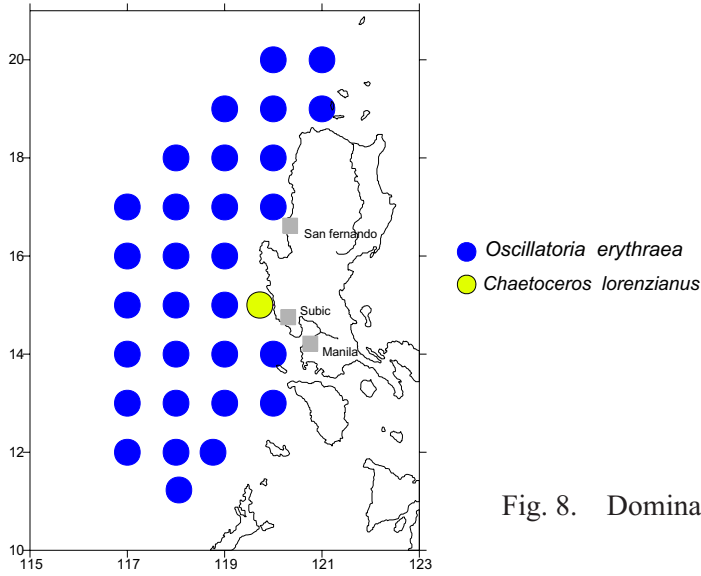 20
18
16
14
12
10
115
117
119
121
123
San fernando
Subic
Manila
Oscillatoria erythraea
Chaetoceros lorenzianus
Fig. 8. Domina